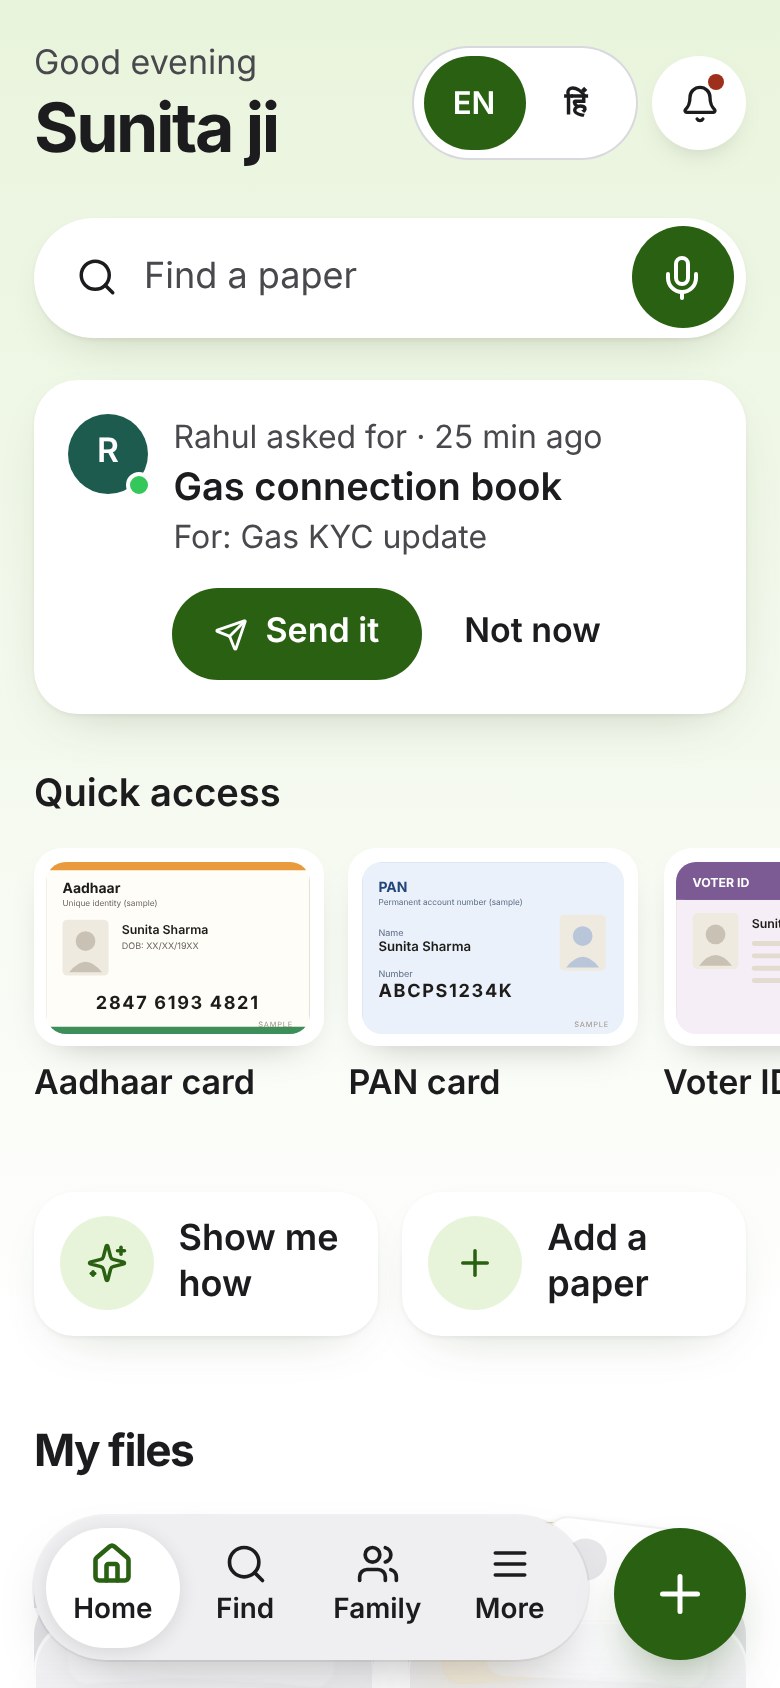 Good evening
Sunita ji
EN
हिं
Find a paper
R
Rahul asked for · 25 min ago
Gas connection book
For: Gas KYC update
Send it
Not now
Quick access
Aadhaar
Unique identity (sample)
Sunita Sharma
DOB: XX/XX/19XX
2847 6193 4821
SAMPLE
PAN
Permanent account number (sample)
Name
Sunita Sharma
Number
ABCPS1234K
SAMPLE
VOTER ID
Aadhaar card
PAN card
Voter
Show me
how
Add a
paper
My files
Home
Find
Family
More